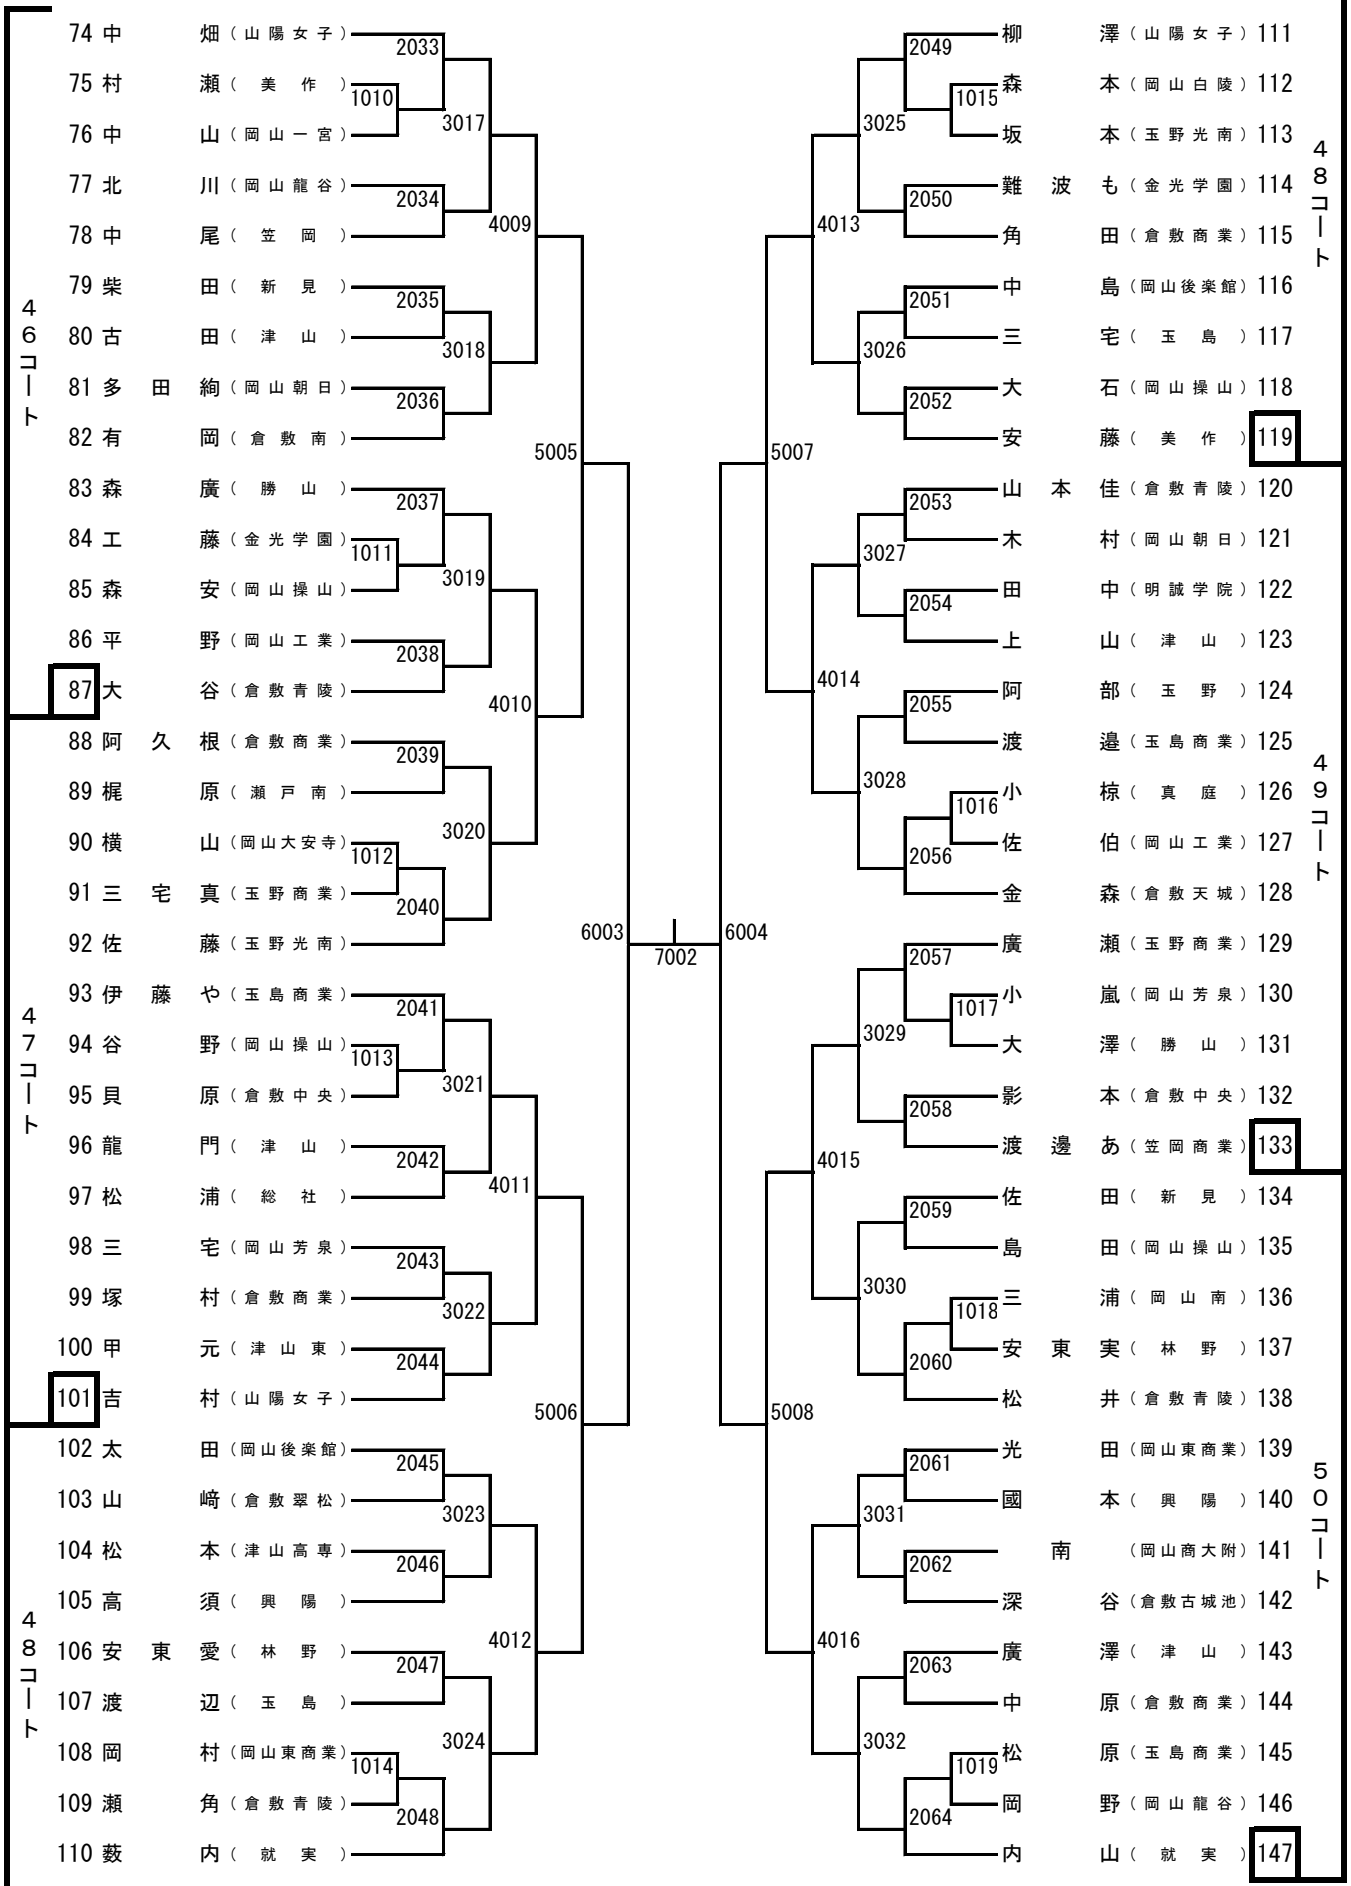 46コート
74 中畑（山陽女子）
2033
75 村瀬（美作）
1010
76 中山（岡山一宮）
3017
77 北川（岡山龍谷）
2034
78 中尾（笠岡）
4009
79 柴田（新見）
2035
80 古田（津山）
3018
81 多田絢（岡山朝日）
2036
82 有岡（倉敷南）
5005
83 森廣（勝山）
2037
84 工藤（金光学園）
1011
85 森安（岡山操山）
3019
86 平野（岡山工業）
2038
87 大谷（倉敷青陵）
4010
47コート
88 阿久根（倉敷商業）
2039
89 梶原（瀬戸南）
3020
90 横山（岡山大安寺）
1012
91 三宅真（玉野商業）
2040
92 佐藤（玉野光南）
6003
93 伊藤や（玉島商業）
2041
94 谷野（岡山操山）
1013
95 貝原（倉敷中央）
3021
96 龍門（津山）
2042
97 松浦（総社）
4011
98 三宅（岡山芳泉）
2043
99 塚村（倉敷商業）
3022
100 甲元（津山東）
2044
101 吉村（山陽女子）
5006
48コート
102 太田（岡山後楽館）
2045
103 山﨑（倉敷翠松）
3023
104 松本（津山高専）
2046
105 高須（興陽）
4012
106 安東愛（林野）
2047
107 渡辺（玉島）
3024
108 岡村（岡山東商業）
1014
109 瀬角（倉敷青陵）
2048
110 薮内（就実）
7002
48コート
柳澤（山陽女子）111
2049
森本（岡山白陵）112
1015
坂本（玉野光南）113
3025
難波も（金光学園）114
2050
角田（倉敷商業）115
4013
中島（岡山後楽館）116
2051
三宅（玉島）117
3026
大石（岡山操山）118
2052
安藤（美作）119
5007
49コート
山本佳（倉敷青陵）120
2053
木村（岡山朝日）121
3027
田中（明誠学院）122
2054
上山（津山）123
4014
阿部（玉野）124
2055
渡邉（玉島商業）125
3028
小椋（真庭）126
1016
佐伯（岡山工業）127
2056
金森（倉敷天城）128
6004
廣瀬（玉野商業）129
2057
小嵐（岡山芳泉）130
1017
大澤（勝山）131
3029
影本（倉敷中央）132
2058
渡邊あ（笠岡商業）133
4015
50コート
佐田（新見）134
2059
島田（岡山操山）135
3030
三浦（岡山南）136
1018
安東実（林野）137
2060
松井（倉敷青陵）138
5008
光田（岡山東商業）139
2061
國本（興陽）140
3031
南（岡山商大附）141
2062
深谷（倉敷古城池）142
4016
廣澤（津山）143
2063
中原（倉敷商業）144
3032
松原（玉島商業）145
1019
岡野（岡山龍谷）146
2064
内山（就実）147